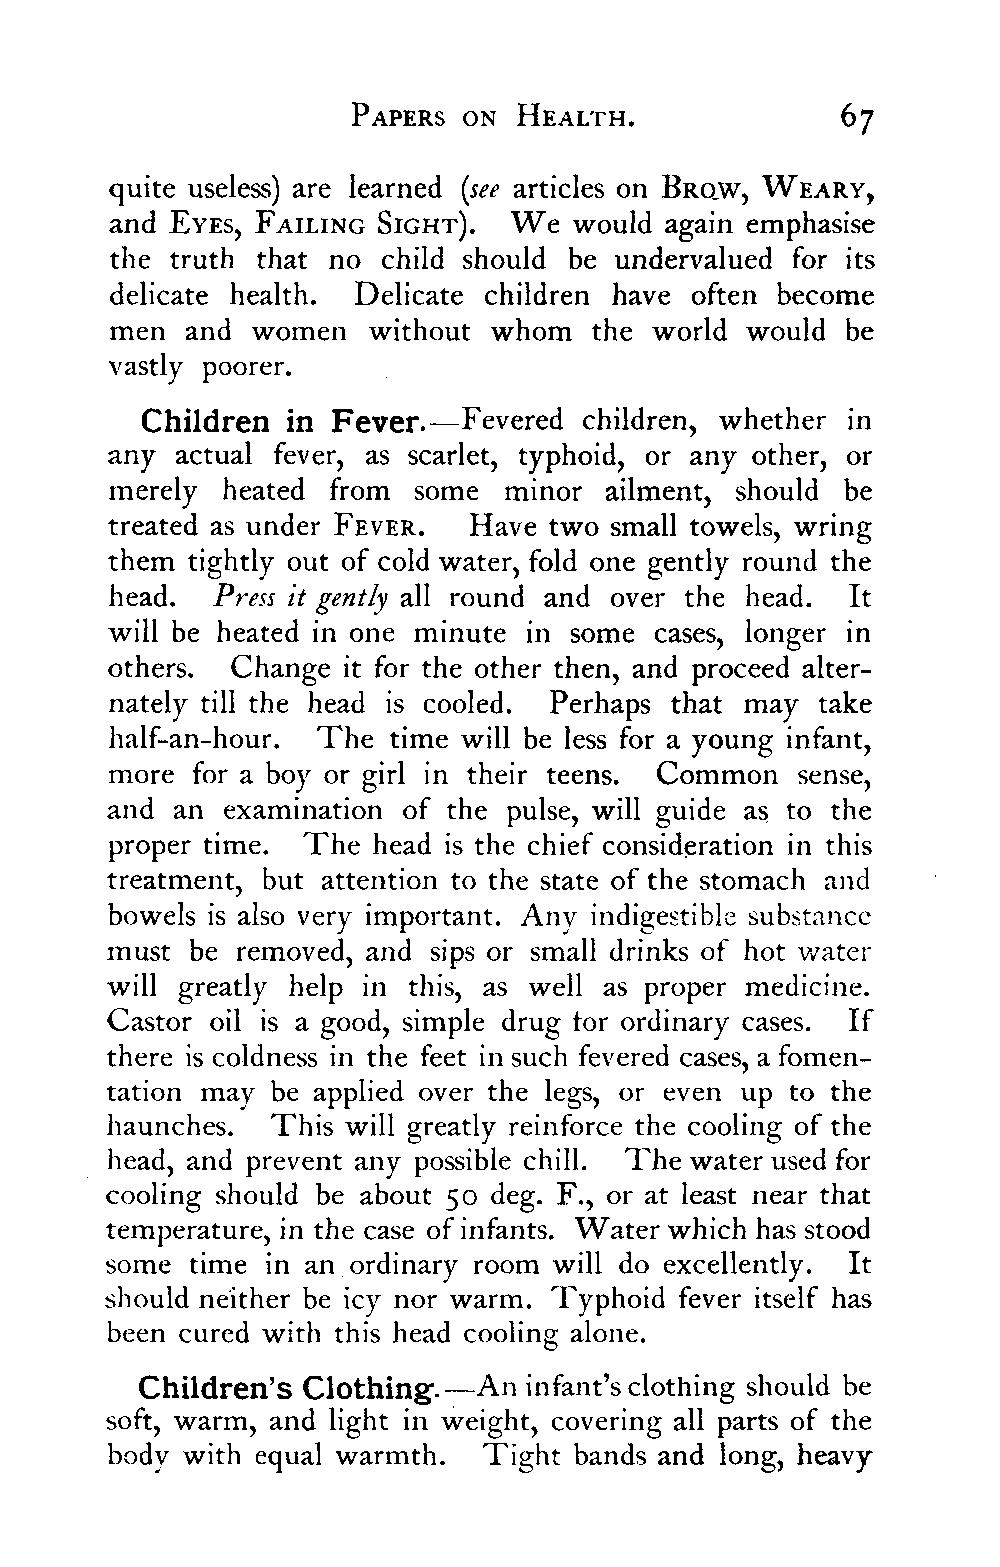 Papers on Health. 67
quite useless) are learned (see articles on Brow, Weary,
and Eyes, Failing Sight). We would again emphasise
the truth that no child should be undervalued for its
delicate health. Delicate children have often become
men and women without whom the world would be
vastly poorer.
Children in Fever.—Fevered children, whether in
any actual fever, as scarlet, typhoid, or any other, or
merely heated from some minor ailment, should be
treated as under Fever. Have two small towels, wring
them tightly out of cold water, fold one gently round the
head. Press it gently all round and over the head. It
will be heated in one minute in some cases, longer in
others. Change it for the other then, and proceed alter-
nately till the head is cooled. Perhaps that may take
half-an-hour. The time will be less for a young infant,
more for a boy or girl in their teens. Common sense,
and an examination of the pulse, will guide as to the
proper time. The head is the chief consideration in this
treatment, but attention to the state of the stomach and
bowels is also very important. Any indigestible substance
must be removed, and sips or small drinks of hot water
will greatly help in this, as well as proper medicine.
Castor oil is a good, simple drug for ordinary cases. If
there is coldness in the feet in such fevered cases, a fomen-
tation may be applied over the legs, or even up to the
haunches. This will greatly reinforce the cooling of the
head, and prevent any possible chill. The water used for
cooling should be about 50 deg. F., or at least near that
temperature, in the case of infants. Water which has stood
some time in an ordinary room will do excellently. It
should neither be icy nor warm. Typhoid fever itself has
been cured with this head cooling alone.
Children's Clothing.—An infant's clothing should be
soft, warm, and light in weight, covering all parts of the
body with equal warmth. Tight bands and long, heavy